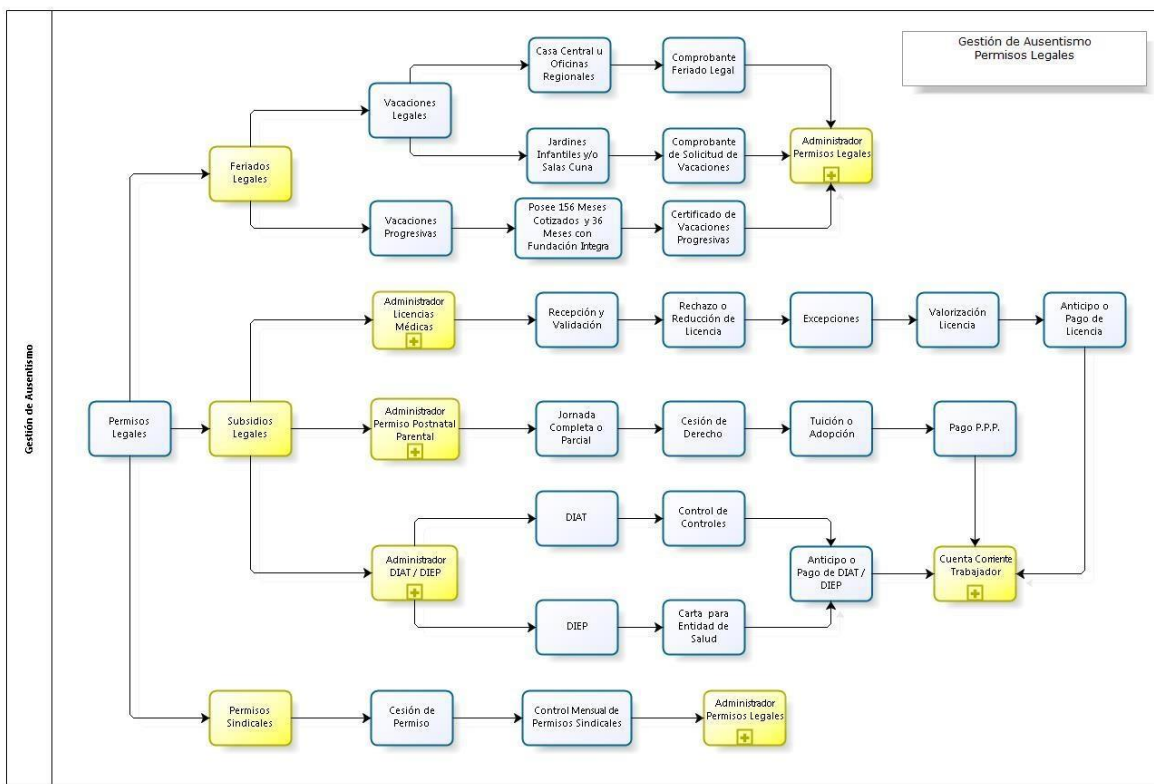 Gestión de Ausentismo
Gestión de Ausentismo
Permisos Legales
Casa Central u
Oficinas
Regionales
Comprobante
Feriado Legal
Vacaciones
Legales
Jardines
Infantiles y/o
Salas Cuna
Comprobante
de Solicitud de
Vacaciones
Administrador
Permisos Legales
Feriados
Legales
Vacaciones
Progresivas
Posee 156 Meses
Cotizados y 36
Meses con
Fundación Integra
Certificado de
Vacaciones
Progresivas
Administrador
Licencias
Médicas
Recepción y
Validación
Rechazo o
Reducción de
Licencia
Excepciones
Valorización
Licencia
Anticipo o
Pago de
Licencia
Permisos
Legales
Subsidios
Legales
Administrador
Permiso Postnatal
Parental
Jornada
Completa o
Parcial
Cesión de
Derecho
Tuición o
Adopción
Pago P.P.P.
DIAT
Control de
Controles
Administrador
DIAT / DIEP
Anticipo o
Pago de DIAT /
DIEP
Cuenta Corriente
Trabajador
DIEP
Carta para
Entidad de
Salud
Permisos
Sindicales
Cesión de
Permiso
Control Mensual de
Permisos Sindicales
Administrador
Permisos Legales